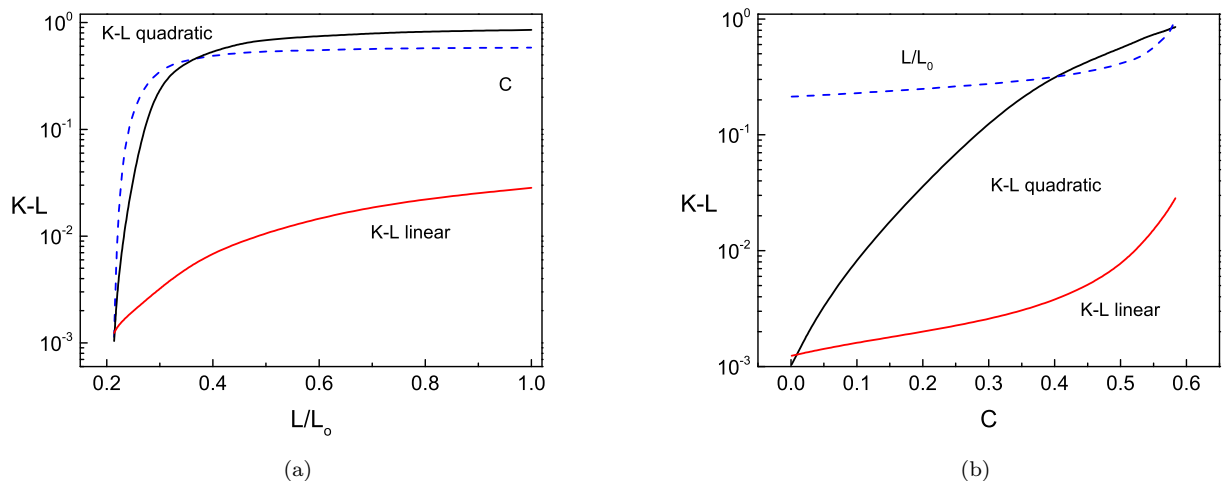 10^0
K-L quadratic
C
10^-1
K-L
10^-2
K-L linear
10^-3
0.2 0.4 0.6 0.8 1.0
L/L_o
(a)
10^0
L/L_0
10^-1
K-L quadratic
K-L
10^-2
K-L linear
10^-3
0.0 0.1 0.2 0.3 0.4 0.5 0.6
C
(b)